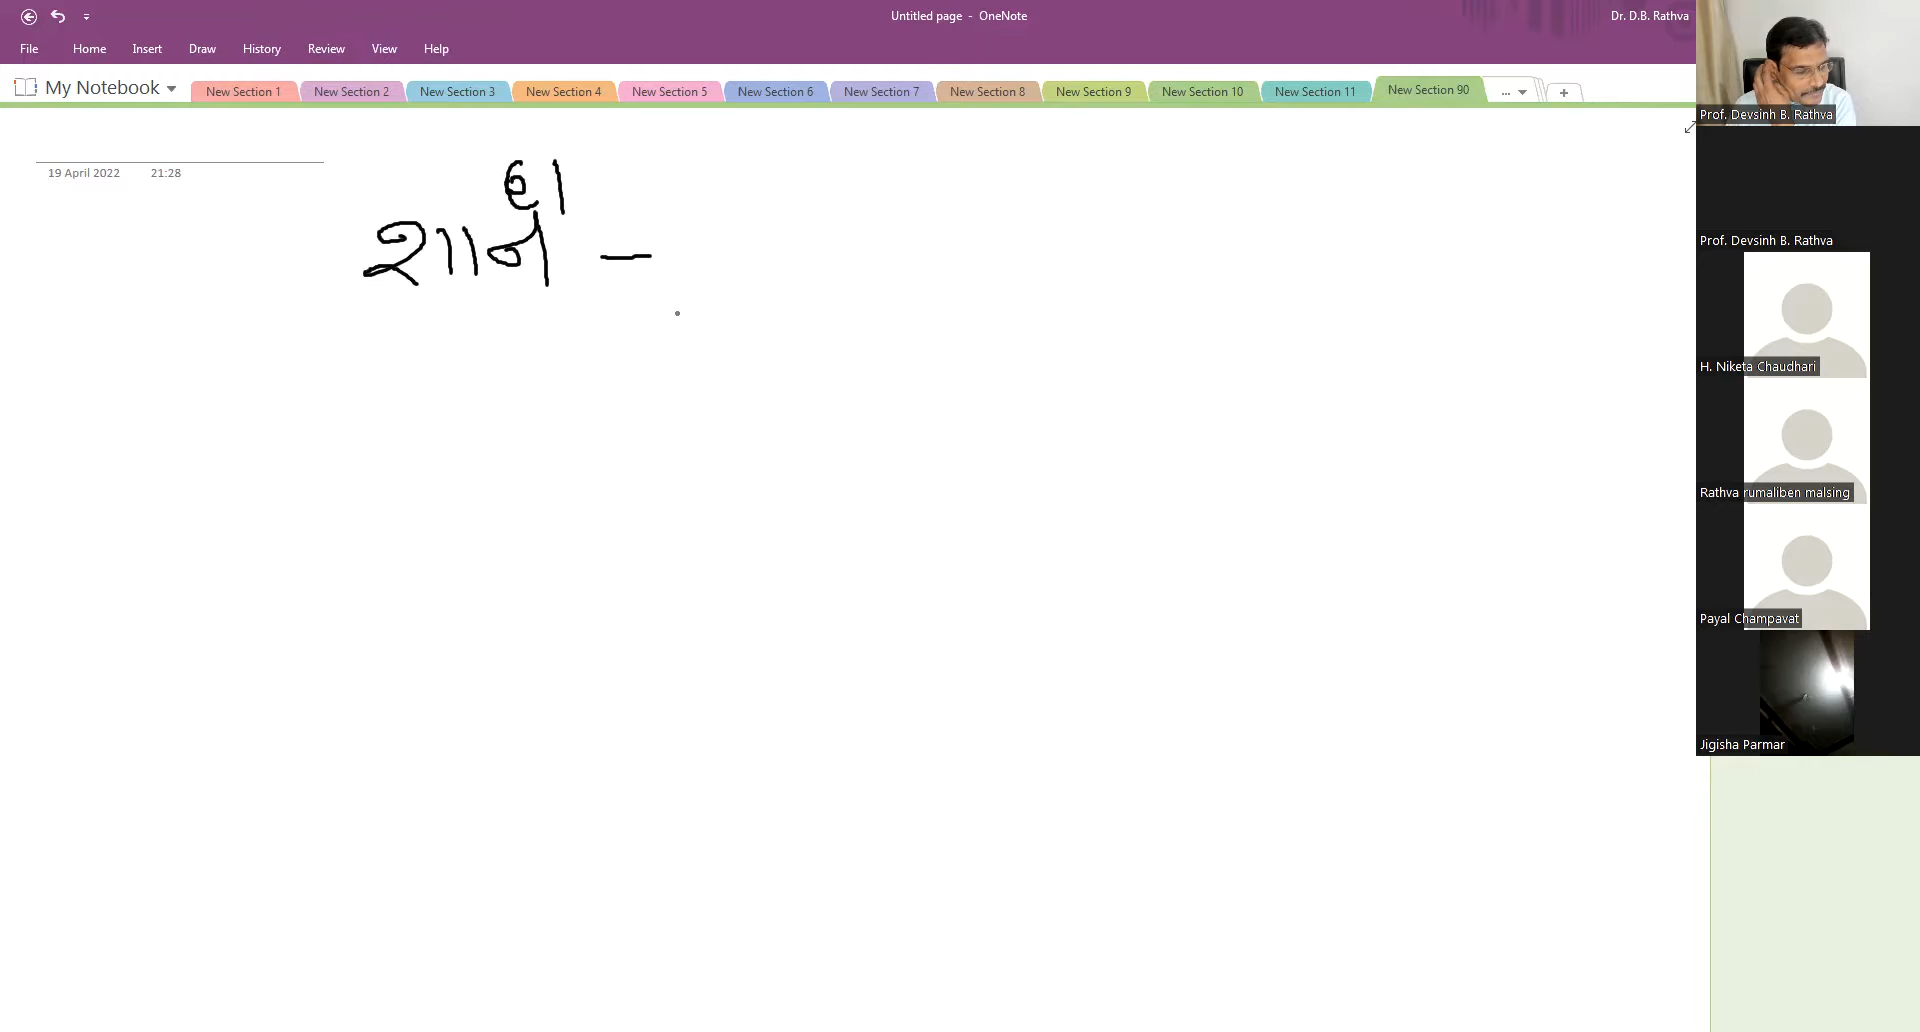 Untitled page - OneNote
Dr. D.B. Rathva
File Home Insert Draw History Review View Help
My Notebook
New Section 1 New Section 2 New Section 3 New Section 4 New Section 5 New Section 6 New Section 7 New Section 8 New Section 9 New Section 10 New Section 11 New Section 90 ... +
19 April 2022 21:28
Prof. Devsinh B. Rathva
Prof. Devsinh B. Rathva
H. Niketa Chaudhari
Rathva rumaliben malsing
Payal Champavat
Jigisha Parmar